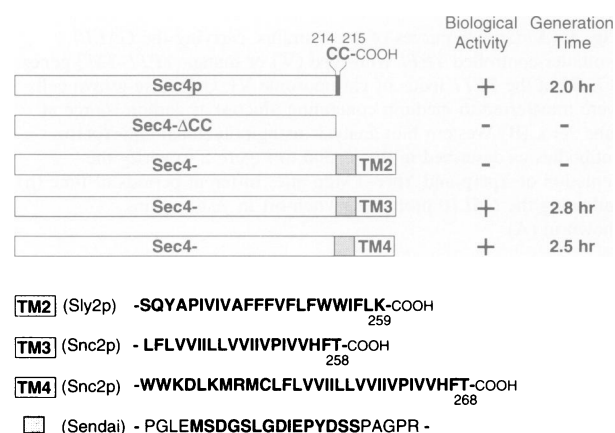 Biological Generation
Activity Time
214 215
CC-COOH
Sec4p + 2.0 hr
Sec4-ΔCC - -
Sec4- TM2 - -
Sec4- TM3 + 2.8 hr
Sec4- TM4 + 2.5 hr
TM2 (Sly2p) -SQYAPIVIVAFFFVFLFWWIFLK-COOH
259
TM3 (Snc2p) - LFLVVIILLVVIIVPIVVHFT-COOH
258
TM4 (Snc2p) -WWKDLKMRMCLFLVVIILLVVIIVPIVVHFT-COOH
268
(Sendai) - PGLEMSDGSLGDIEPYDSSPAGPR -